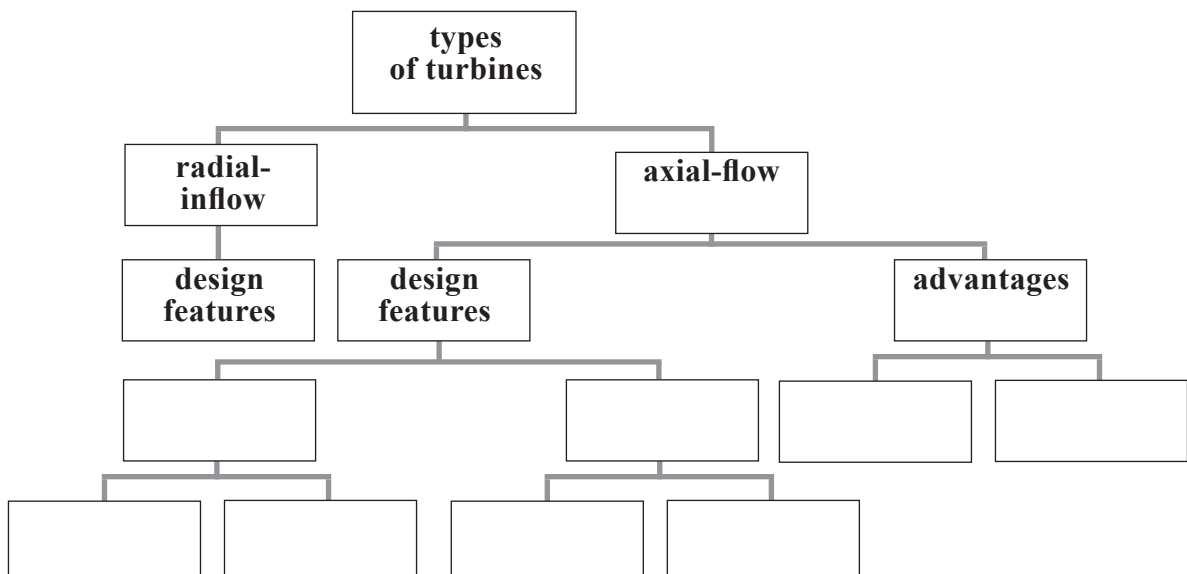 types
of turbines
radial-
inflow
axial-flow
design
features
design
features
advantages